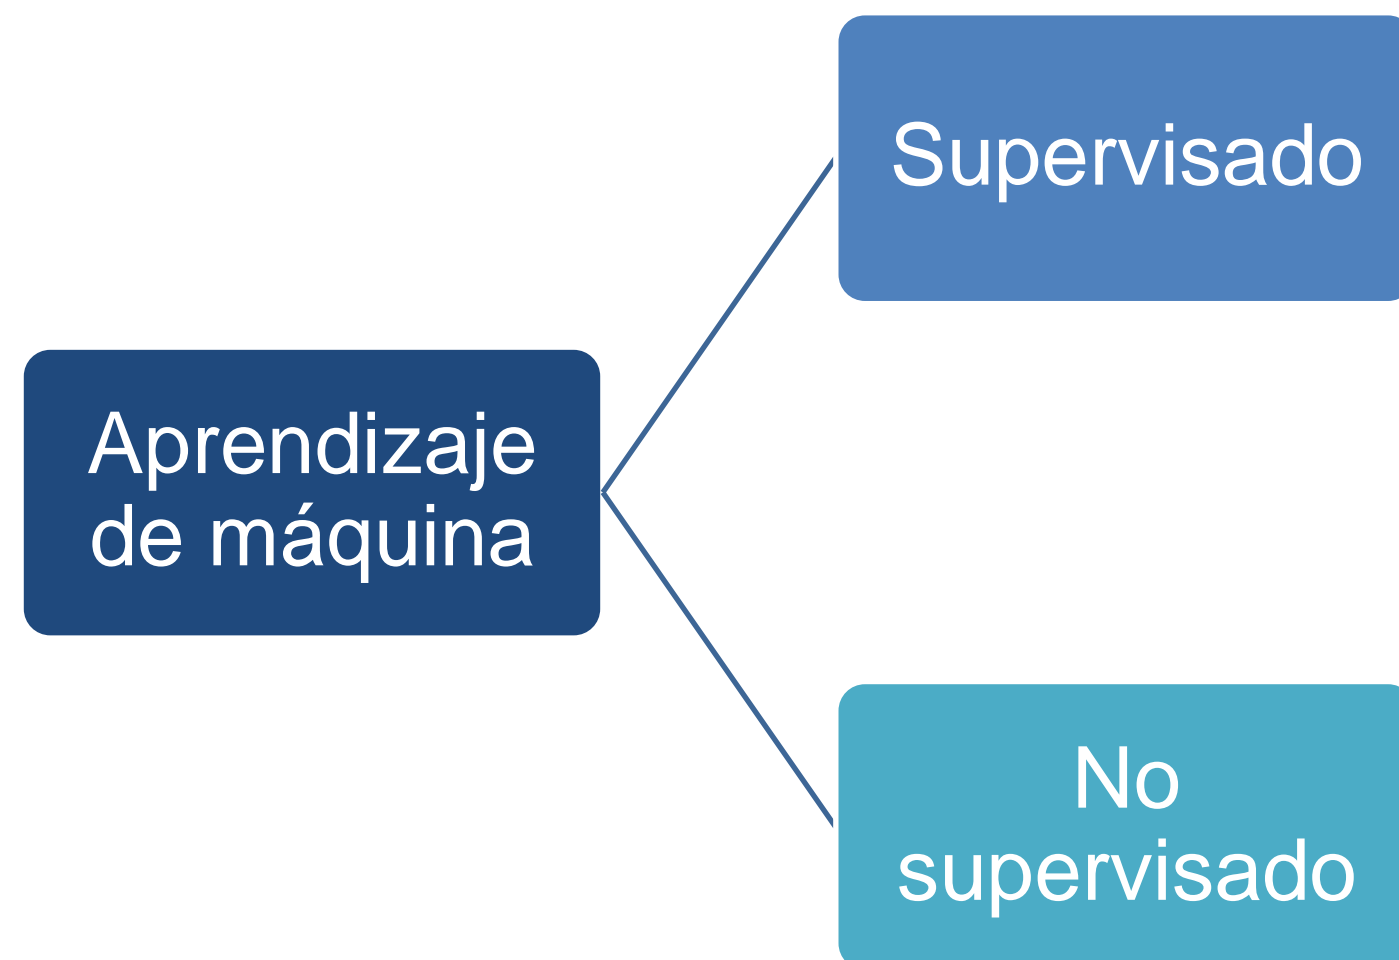 Supervisado
Aprendizaje
de máquina
No
supervisado